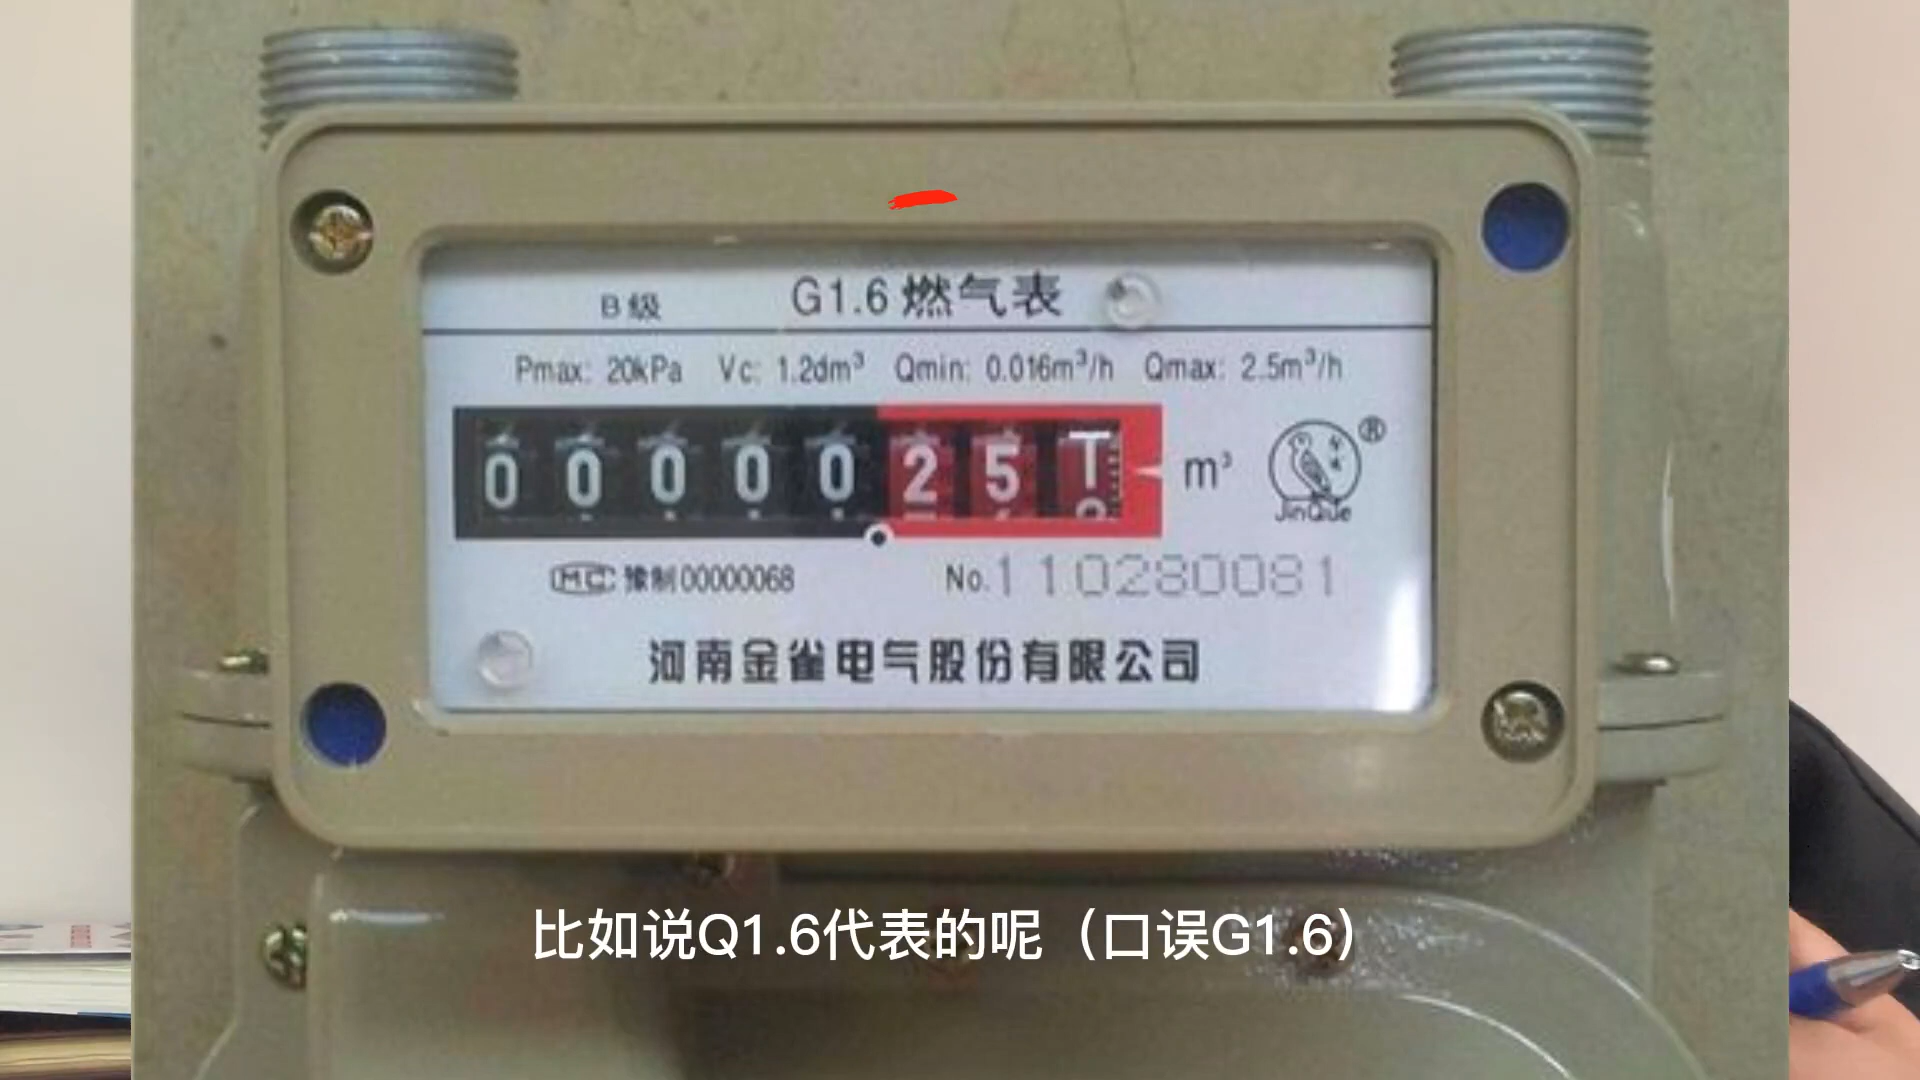 B级 G1.6燃气表
Pmax: 20kPa Vc: 1.2dm³ Qmin: 0.016m³/h Qmax: 2.5m³/h
0 0 0 0 0 2 5 m³
®
JinQue
MC 豫制00000068 No.110280081
河南金雀电气股份有限公司
比如说Q1.6代表的呢（口误G1.6）